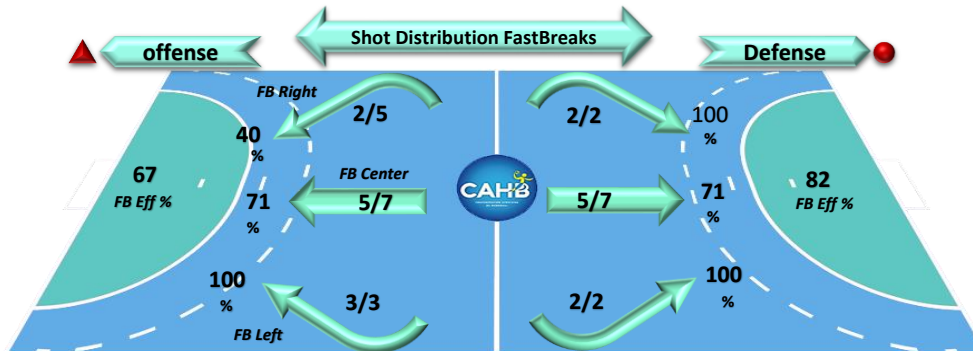 offense
Shot Distribution FastBreaks
Defense
FB Right
2/5
2/2
40
%
100
%
67
FB Eff %
FB Center
5/7
71
%
CAHB
5/7
71
%
82
FB Eff %
100
%
3/3
FB Left
2/2
100
%